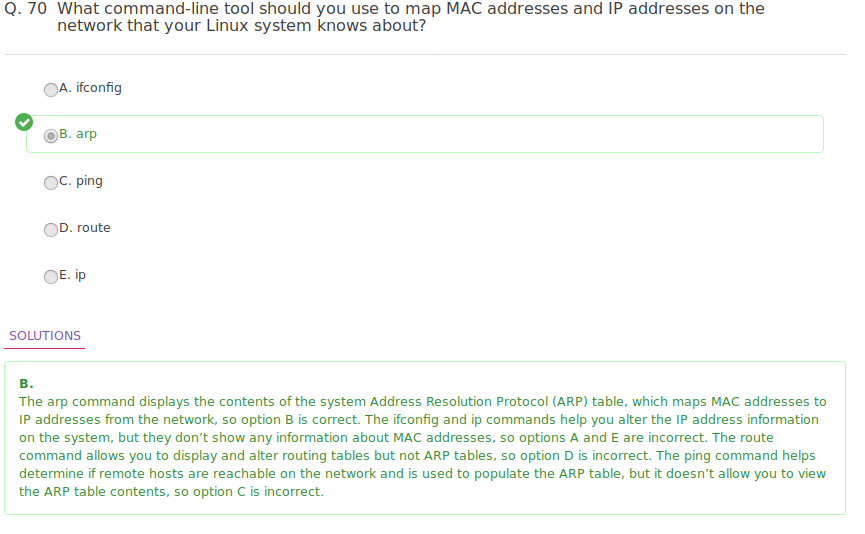 Q. 70 What command-line tool should you use to map MAC addresses and IP addresses on the
network that your Linux system knows about?
A. ifconfig
B. arp
C. ping
D. route
E. ip
SOLUTIONS
B.
The arp command displays the contents of the system Address Resolution Protocol (ARP) table, which maps MAC addresses to
IP addresses from the network, so option B is correct. The ifconfig and ip commands help you alter the IP address information
on the system, but they don’t show any information about MAC addresses, so options A and E are incorrect. The route
command allows you to display and alter routing tables but not ARP tables, so option D is incorrect. The ping command helps
determine if remote hosts are reachable on the network and is used to populate the ARP table, but it doesn’t allow you to view
the ARP table contents, so option C is incorrect.